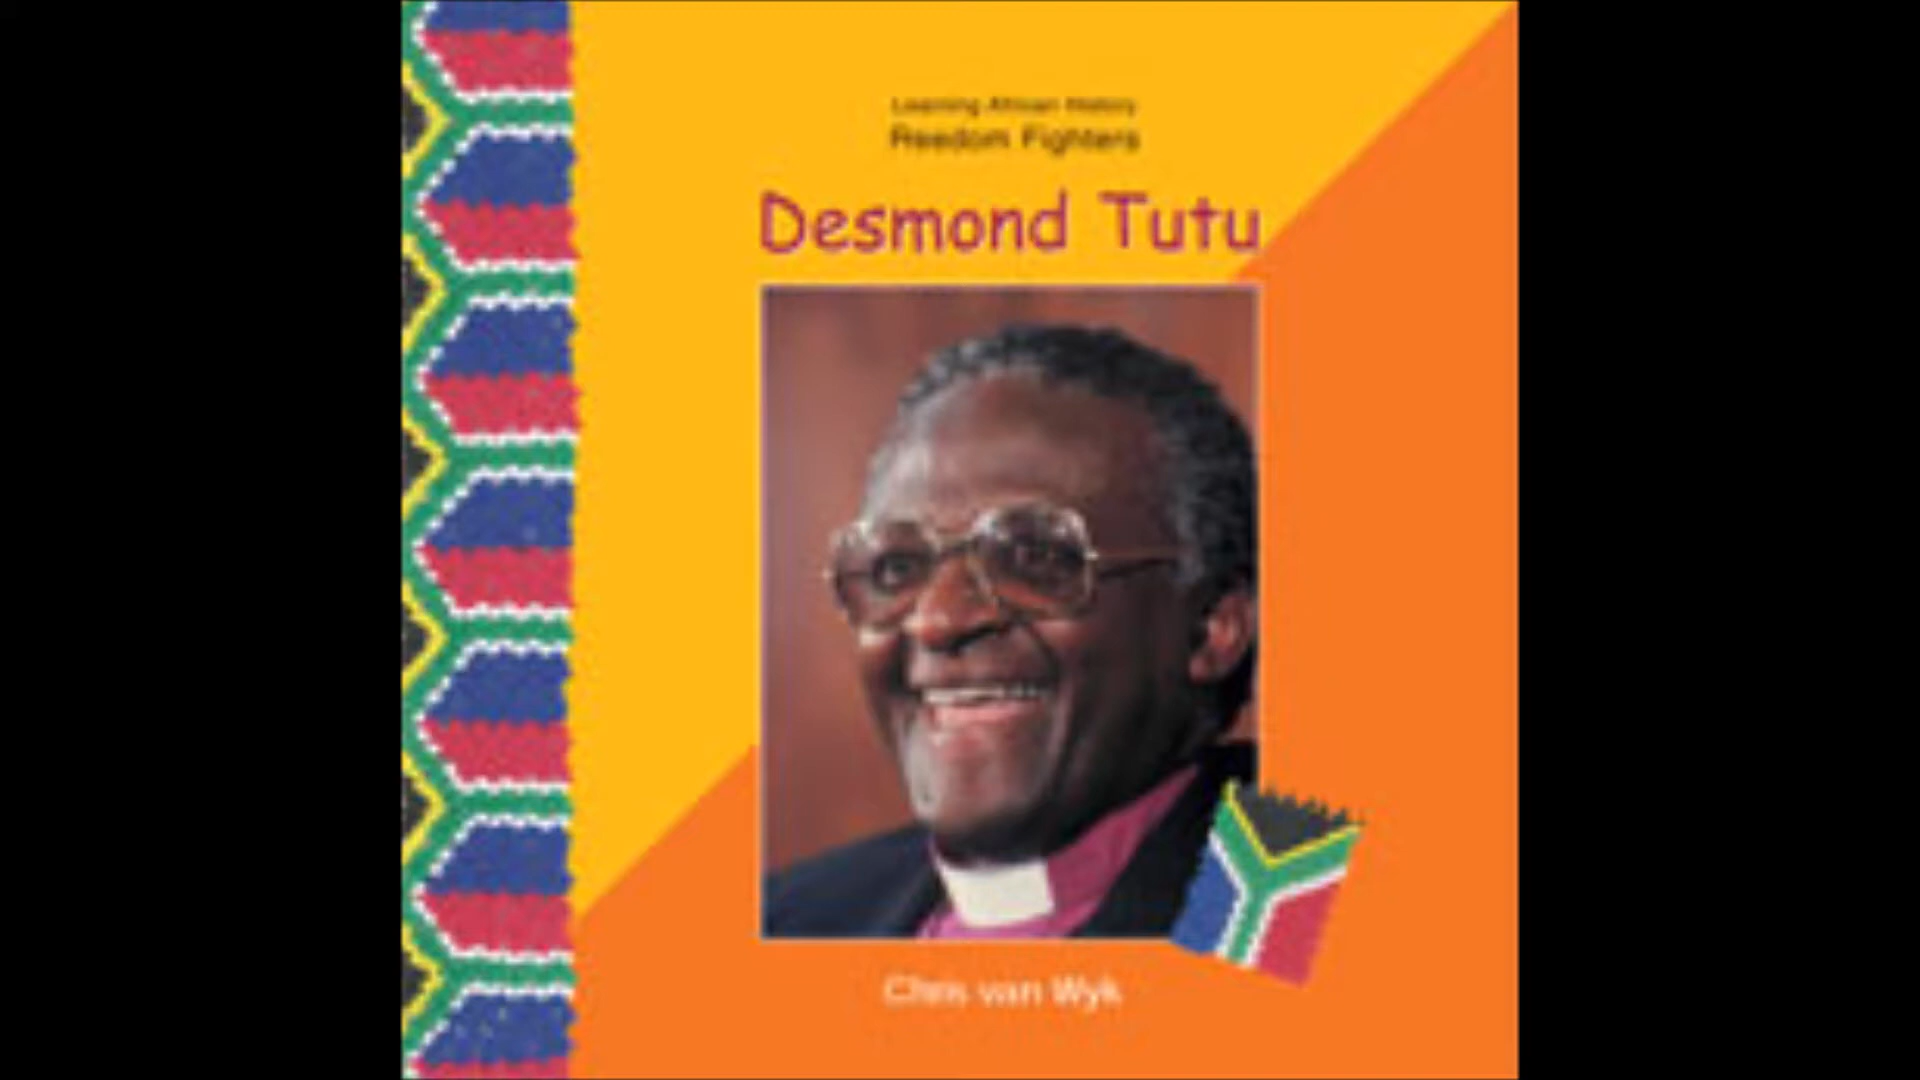 Learning African History
Freedom Fighters
Desmond Tutu
Chris van Wyk